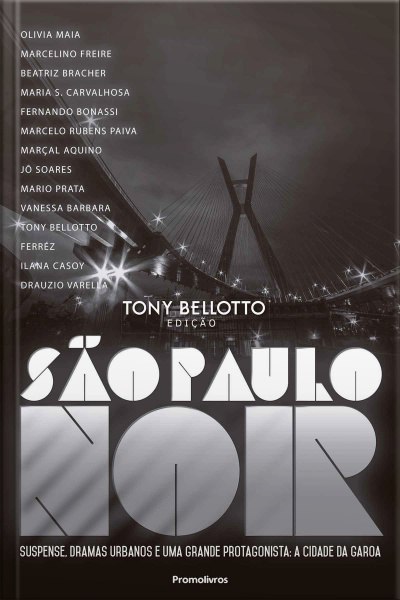 OLIVIA MAIA
MARCELINO FREIRE
BEATRIZ BRACHER
MARIA S. CARVALHOSA
FERNANDO BONASSI
MARCELO RUBENS PAIVA
MARÇAL AQUINO
JÔ SOARES
MARIO PRATA
VANESSA BARBARA
TONY BELLOTTO
FERRÉZ
ILANA CASOY
DRAUZIO VARELLA
TONY BELLOTTO
EDIÇÃO
SÃO PAULO
NOIR
SUSPENSE, DRAMAS URBANOS E UMA GRANDE PROTAGONISTA: A CIDADE DA GAROA
Promolivros